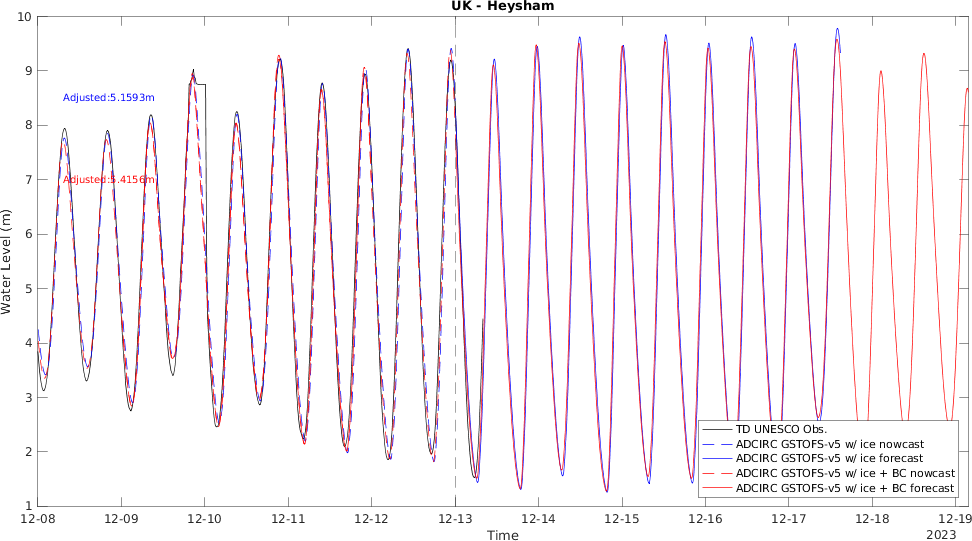 UK - Heysham
10
9
8
7
6
5
4
3
2
1
Water Level (m)
Adjusted:5.1593m
Adjusted:5.4156m
TD UNESCO Obs.
ADCIRC GSTOFS-v5 w/ ice nowcast
ADCIRC GSTOFS-v5 w/ ice forecast
ADCIRC GSTOFS-v5 w/ ice + BC nowcast
ADCIRC GSTOFS-v5 w/ ice + BC forecast
12-08 12-09 12-10 12-11 12-12 12-13 12-14 12-15 12-16 12-17 12-18 12-19
Time
2023